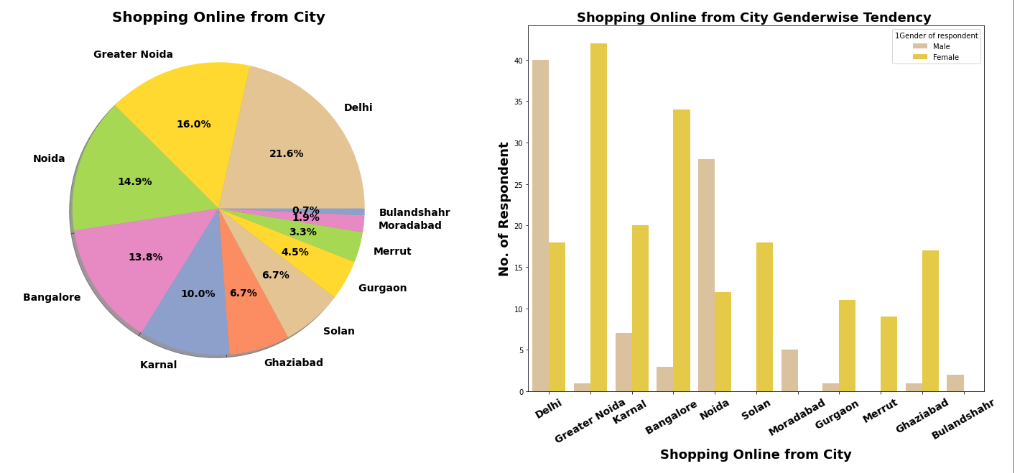 Shopping Online from City
Greater Noida
Delhi
Noida
Bangalore
Karnal
Ghaziabad
Solan
Gurgaon
Merrut
Moradabad
Bulandshahr
16.0%
21.6%
14.9%
13.8%
10.0%
6.7%
6.7%
4.5%
3.3%
1.9%
0.7%
Shopping Online from City Genderwise Tendency
1Gender of respondent
Male
Female
No. of Respondent
40
35
30
25
20
15
10
5
0
Delhi
Greater Noida
Karnal
Bangalore
Noida
Solan
Moradabad
Gurgaon
Merrut
Ghaziabad
Bulandshahr
Shopping Online from City